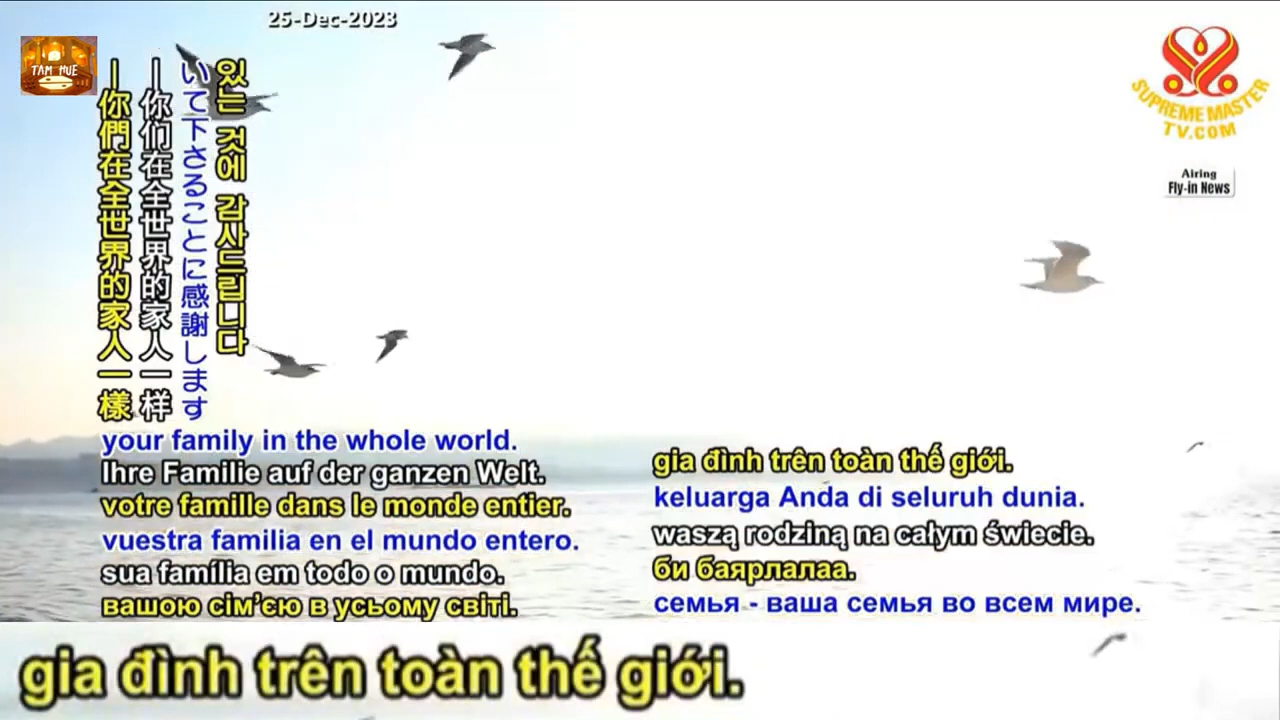 25-Dec-2023
TÂM HUE
SUPREME MASTER
TV.COM
Airing
Fly-in News
있는 것에 감사드립니다
いて下さることに感謝します
—你们在全世界的家人一样
—你們在全世界的家人一樣
your family in the whole world.
Ihre Familie auf der ganzen Welt.
votre famille dans le monde entier.
vuestra familia en el mundo entero.
sua família em todo o mundo.
вашою сім’єю в усьому світі.
gia đình trên toàn thế giới.
keluarga Anda di seluruh dunia.
waszą rodziną na całym świecie.
би баярлалаа.
семья - ваша семья во всем мире.
gia đình trên toàn thế giới.